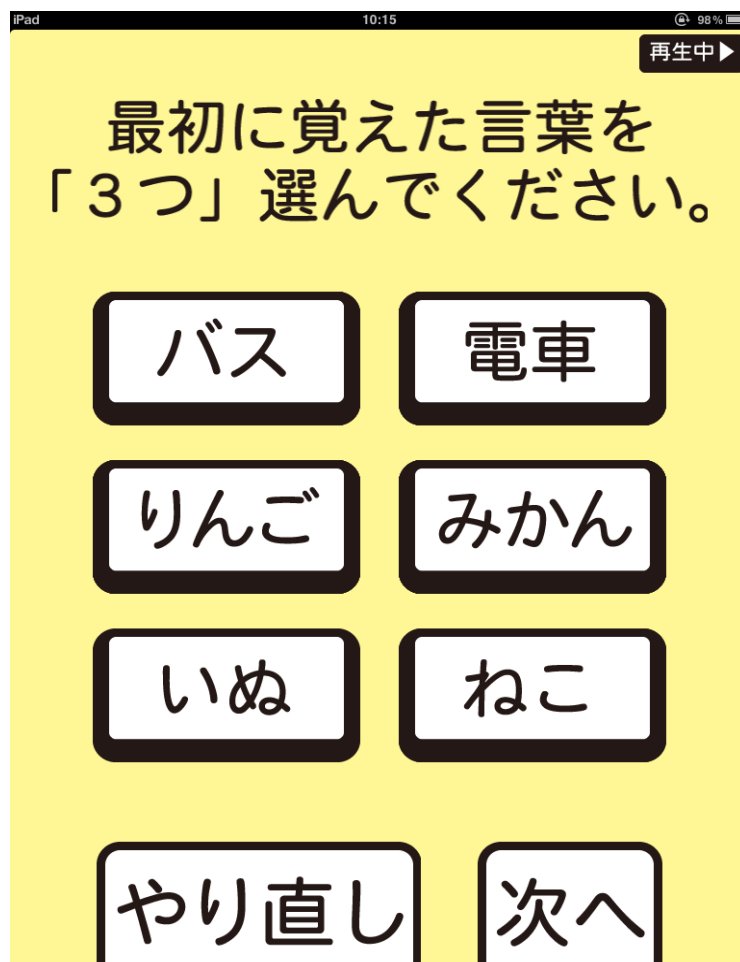 iPad 10:15 98%
再生中▶
最初に覚えた言葉を
「３つ」選んでください。
バス 電車
りんご みかん
いぬ ねこ
やり直し 次へ